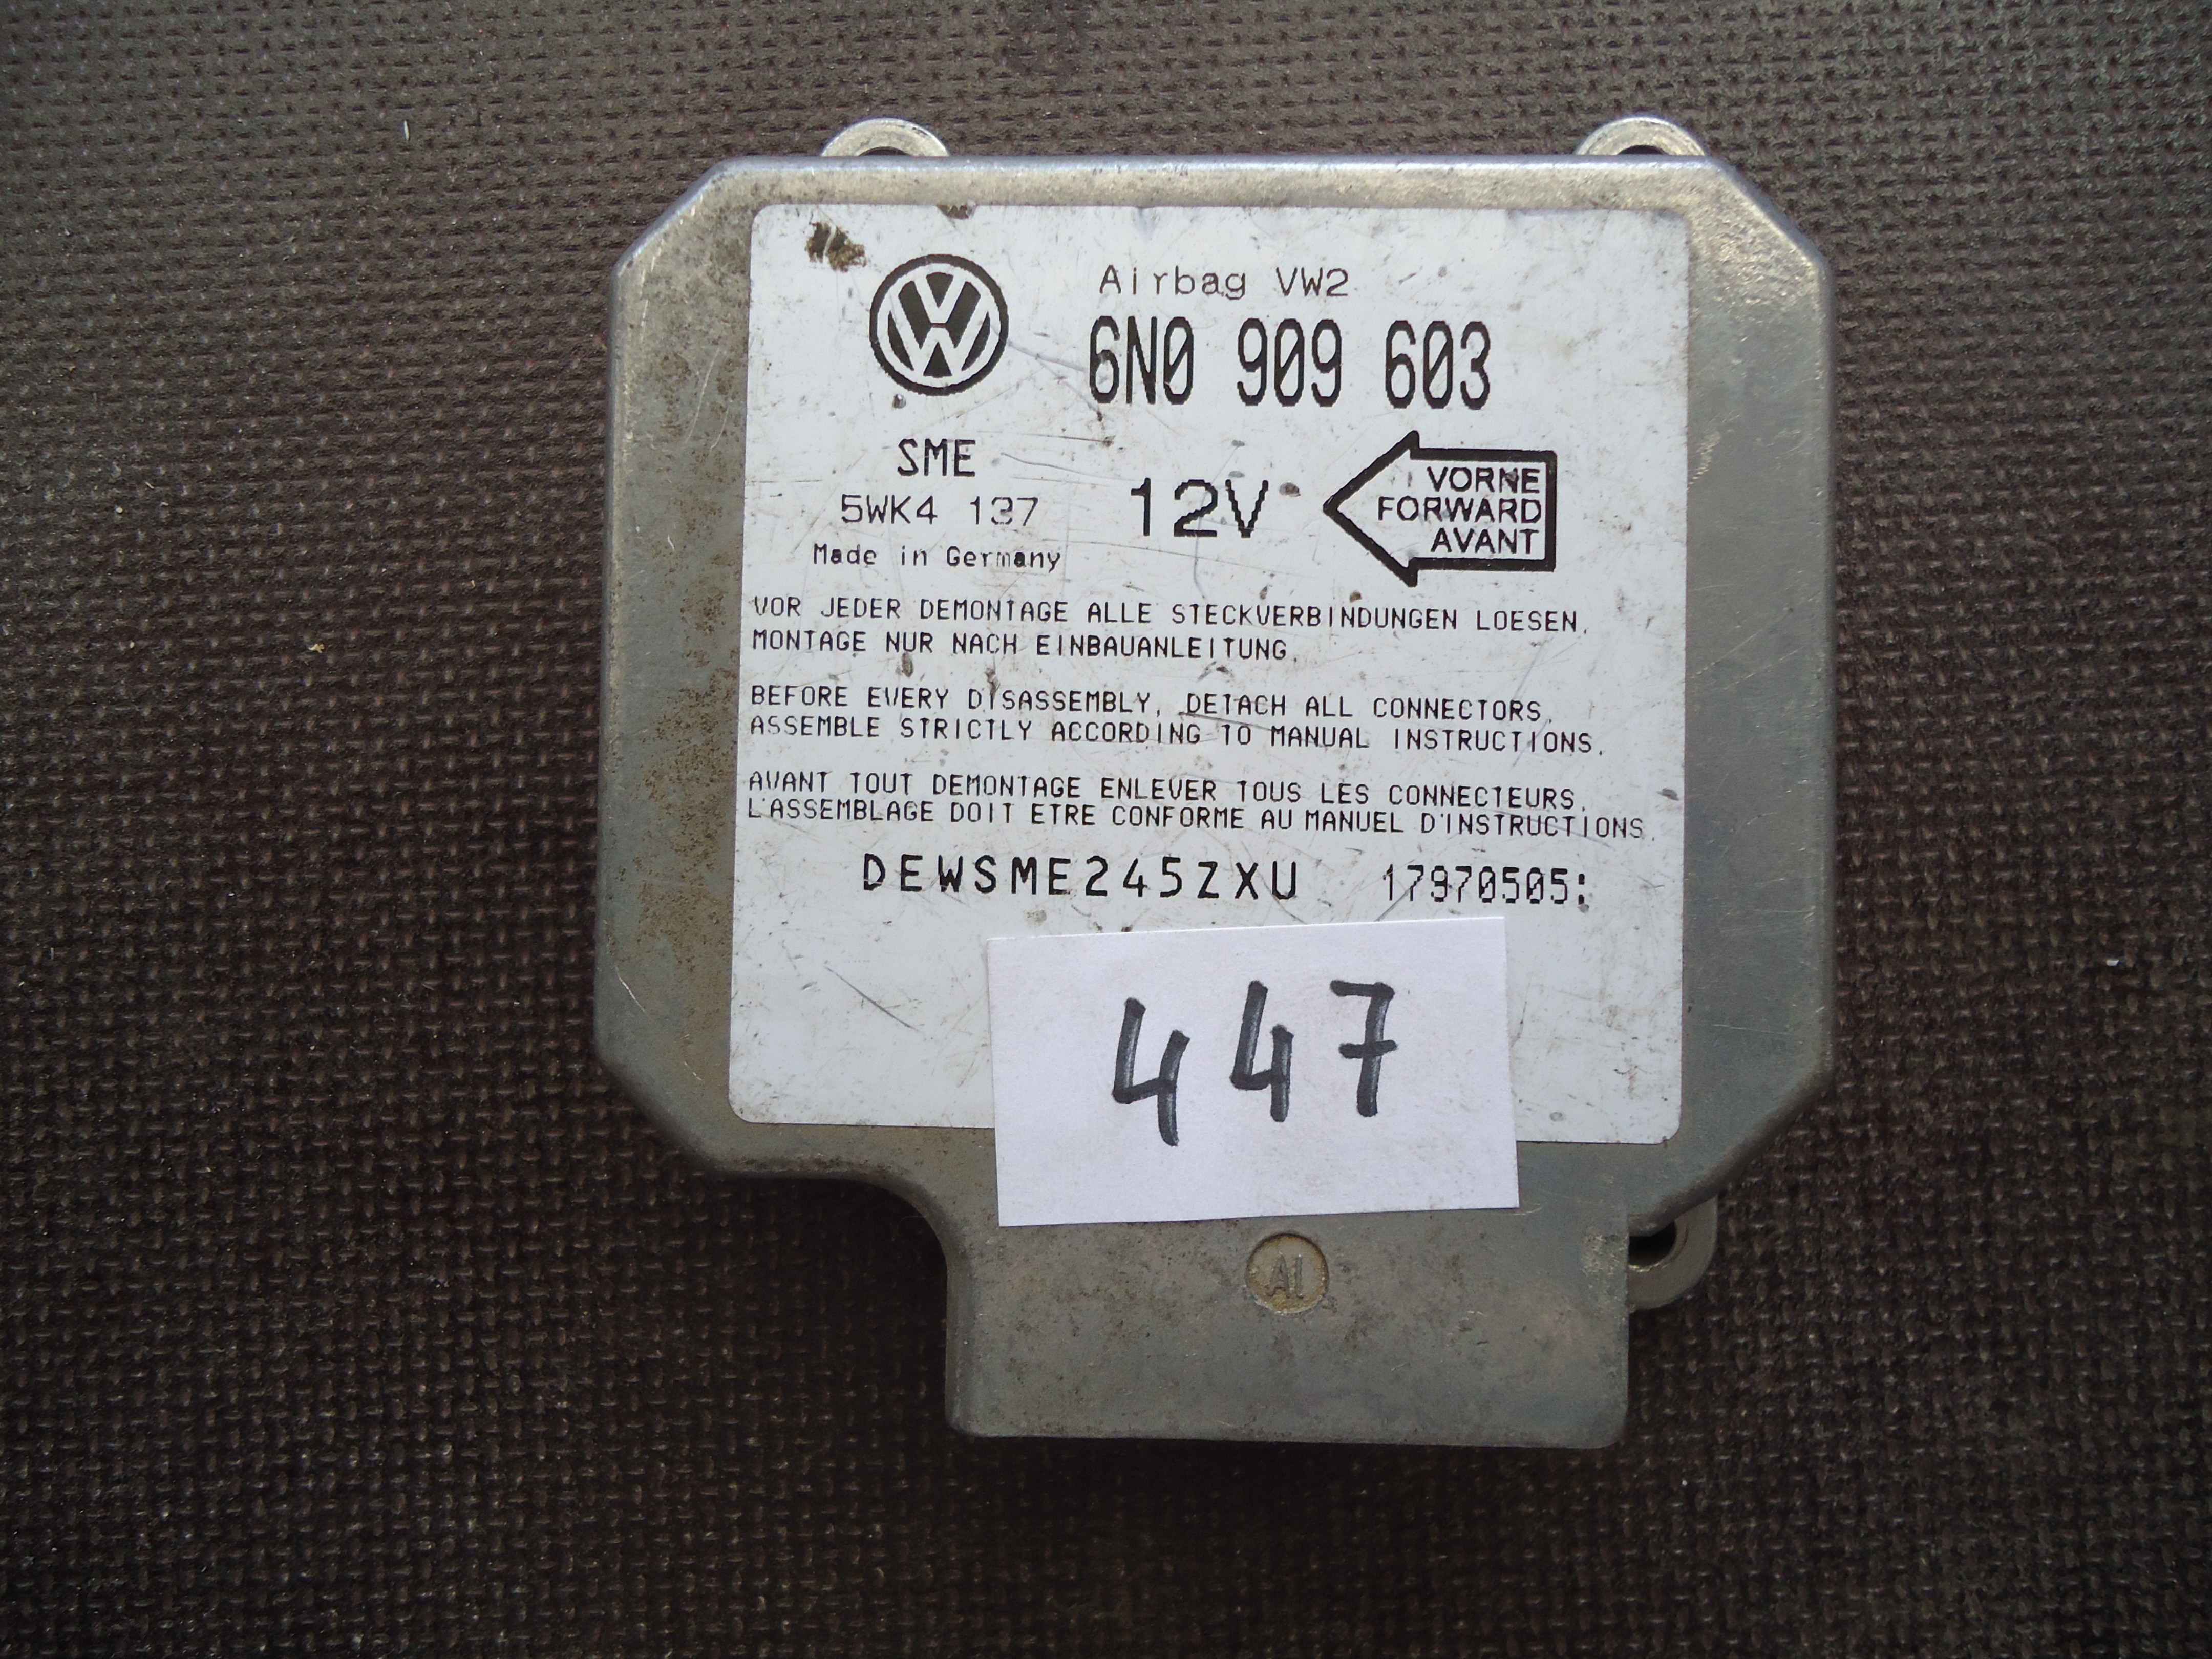 Airbag VW2
6N0 909 603
SME
5WK4 137
Made in Germany
12V
VORNE
FORWARD
AVANT
VOR JEDER DEMONTAGE ALLE STECKVERBINDUNGEN LOESEN.
MONTAGE NUR NACH EINBAUANLEITUNG.
BEFORE EVERY DISASSEMBLY, DETACH ALL CONNECTORS.
ASSEMBLE STRICTLY ACCORDING TO MANUAL INSTRUCTIONS.
AVANT TOUT DEMONTAGE ENLEVER TOUS LES CONNECTEURS.
L'ASSEMBLAGE DOIT ETRE CONFORME AU MANUEL D'INSTRUCTIONS.
DEWSME245ZXU 17970505:
447
A1